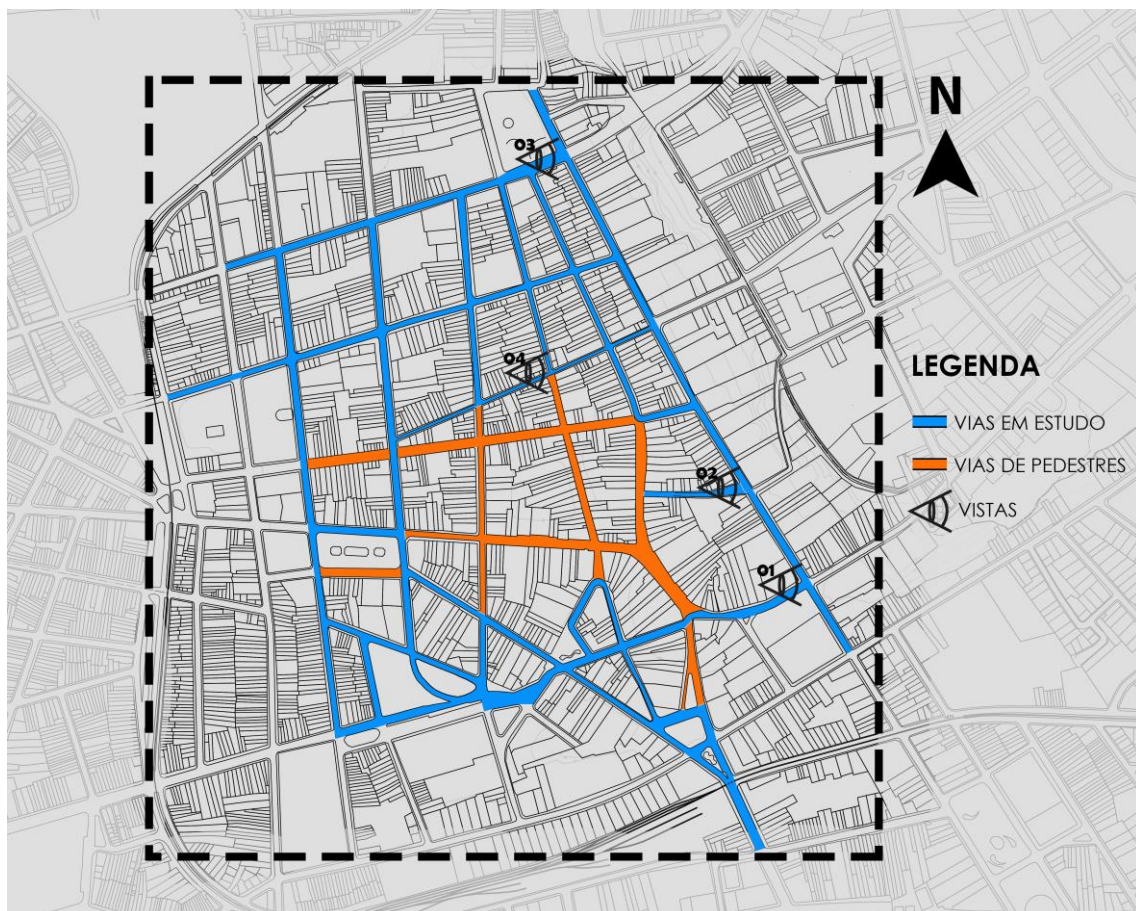 N
03
04
LEGENDA
VIAS EM ESTUDO
02
VIAS DE PEDESTRES
VISTAS
01